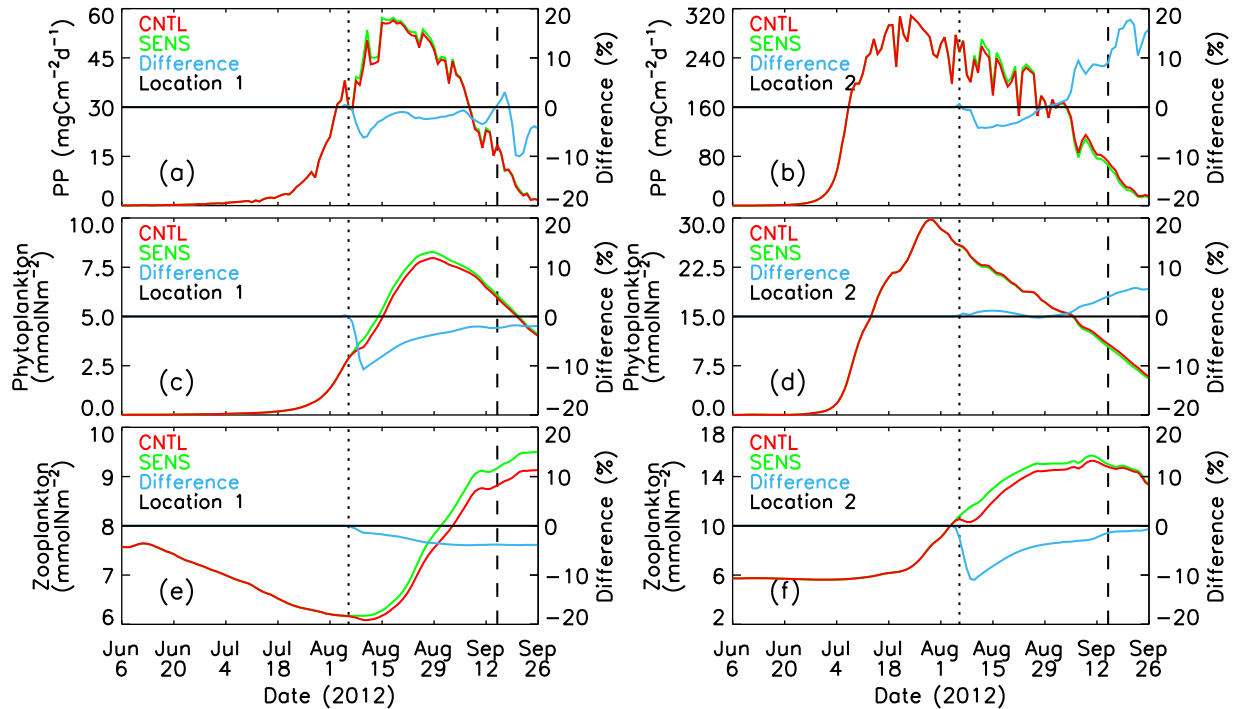 60
45
30
15
0
PP (mgCm−2d−1)
CNTL
SENS
Difference
Location 1
(a)
20
10
0
−10
−20
Difference (%)
320
240
160
80
0
PP (mgCm−2d−1)
CNTL
SENS
Difference
Location 2
(b)
20
10
0
−10
−20
Difference (%)
10.0
7.5
5.0
2.5
0.0
Phytoplankton
(mmolNm−2)
CNTL
SENS
Difference
Location 1
(c)
20
10
0
−10
−20
Difference (%)
30.0
22.5
15.0
7.5
0.0
Phytoplankton
(mmolNm−2)
CNTL
SENS
Difference
Location 2
(d)
20
10
0
−10
−20
Difference (%)
10
9
8
7
6
Zooplankton
(mmolNm−2)
CNTL
SENS
Difference
Location 1
(e)
20
10
0
−10
−20
Difference (%)
18
14
10
6
2
Zooplankton
(mmolNm−2)
CNTL
SENS
Difference
Location 2
(f)
20
10
0
−10
−20
Difference (%)
Jun Jun Jul Jul Aug Aug Aug Sep Sep
6 20 4 18 1 15 29 12 26
Date (2012)
Jun Jun Jul Jul Aug Aug Aug Sep Sep
6 20 4 18 1 15 29 12 26
Date (2012)